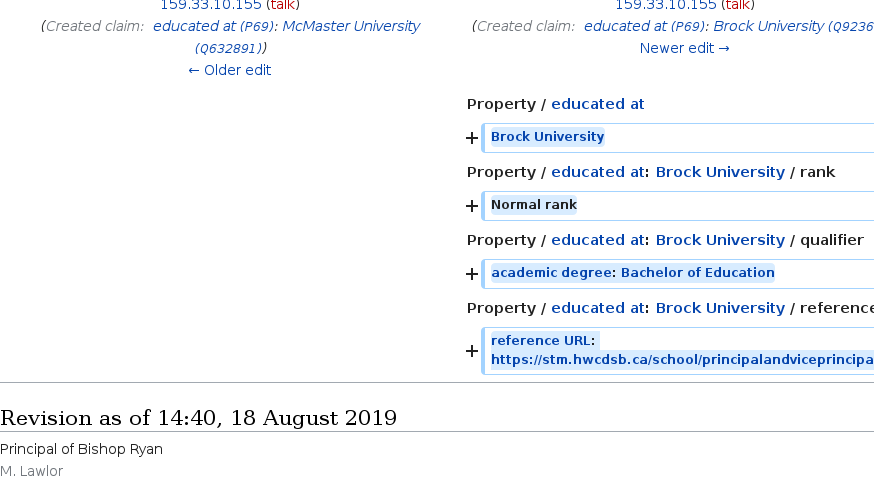 159.33.10.155 (talk)
(Created claim: educated at (P69): McMaster University
(Q632891))
← Older edit
159.33.10.155 (talk)
(Created claim: educated at (P69): Brock University (Q9236
Newer edit →
Property / educated at
+ Brock University
Property / educated at: Brock University / rank
+ Normal rank
Property / educated at: Brock University / qualifier
+ academic degree: Bachelor of Education
Property / educated at: Brock University / reference
+ reference URL:
https://stm.hwcdsb.ca/school/principalandviceprincipa
Revision as of 14:40, 18 August 2019
Principal of Bishop Ryan
M. Lawlor